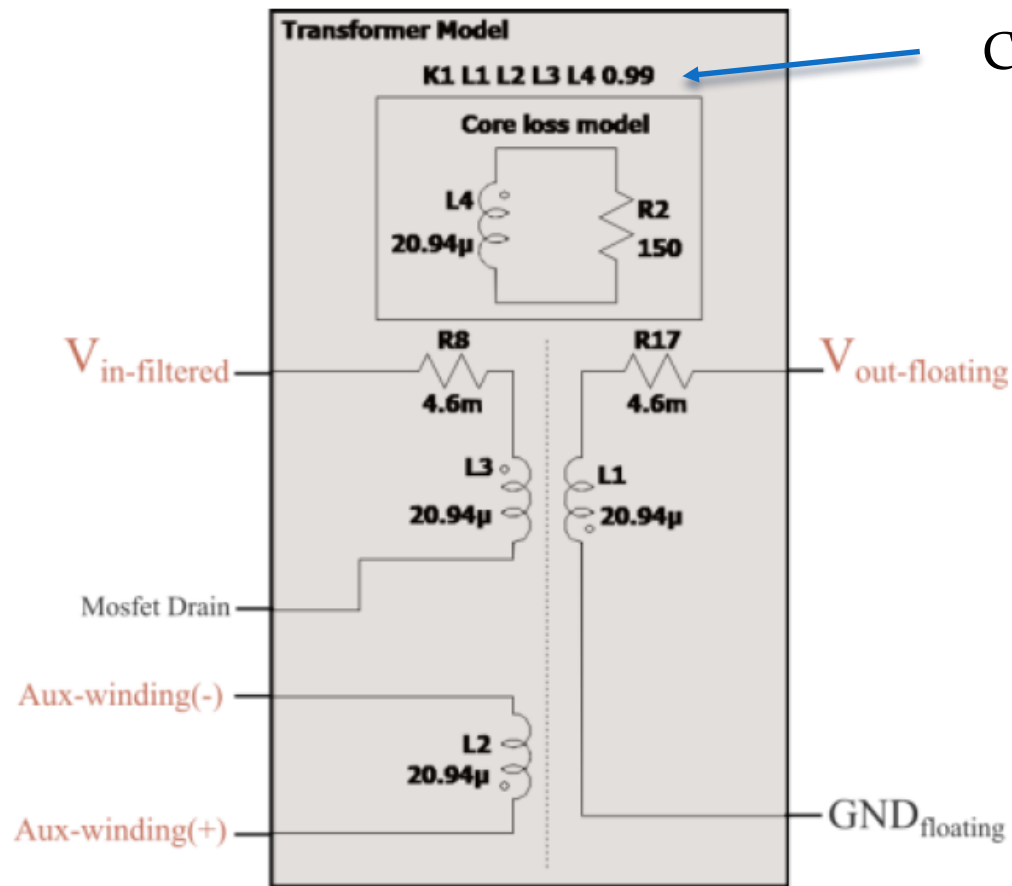 Transformer Model
C
K1 L1 L2 L3 L4 0.99
Core loss model
L4
20.94µ
R2
150
R8
4.6m
R17
4.6m
Vin-filtered
Vout-floating
L3
20.94µ
L1
20.94µ
Mosfet Drain
Aux-winding(-)
L2
20.94µ
Aux-winding(+)
GNDfloating